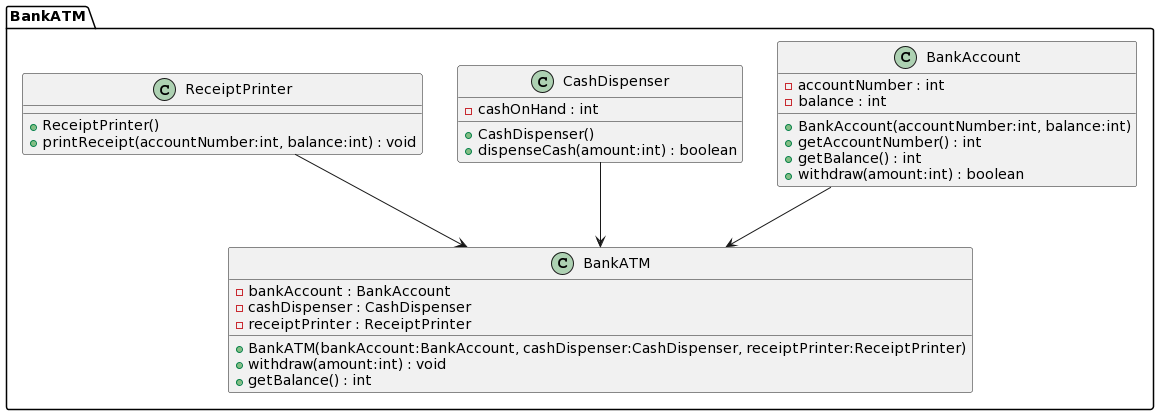 BankATM
C ReceiptPrinter
ReceiptPrinter()
printReceipt(accountNumber:int, balance:int) : void
C CashDispenser
cashOnHand : int
CashDispenser()
dispenseCash(amount:int) : boolean
C BankAccount
accountNumber : int
balance : int
BankAccount(accountNumber:int, balance:int)
getAccountNumber() : int
getBalance() : int
withdraw(amount:int) : boolean
C BankATM
bankAccount : BankAccount
cashDispenser : CashDispenser
receiptPrinter : ReceiptPrinter
BankATM(bankAccount:BankAccount, cashDispenser:CashDispenser, receiptPrinter:ReceiptPrinter)
withdraw(amount:int) : void
getBalance() : int